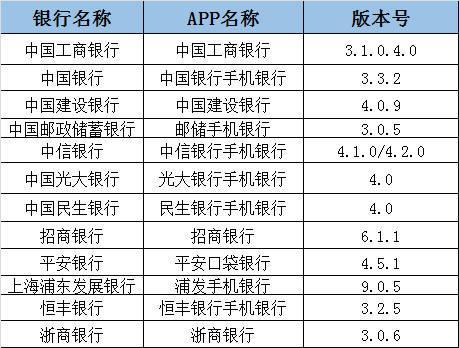 银行名称 APP名称 版本号
中国工商银行 中国工商银行 3.1.0.4.0
中国银行 中国银行手机银行 3.3.2
中国建设银行 中国建设银行 4.0.9
中国邮政储蓄银行 邮储手机银行 3.0.5
中信银行 中信银行手机银行 4.1.0/4.2.0
中国光大银行 光大银行手机银行 4.0
中国民生银行 民生银行手机银行 4.0
招商银行 招商银行 6.1.1
平安银行 平安口袋银行 4.5.1
上海浦东发展银行 浦发手机银行 9.0.5
恒丰银行 恒丰银行手机银行 3.2.5
浙商银行 浙商银行 3.0.6